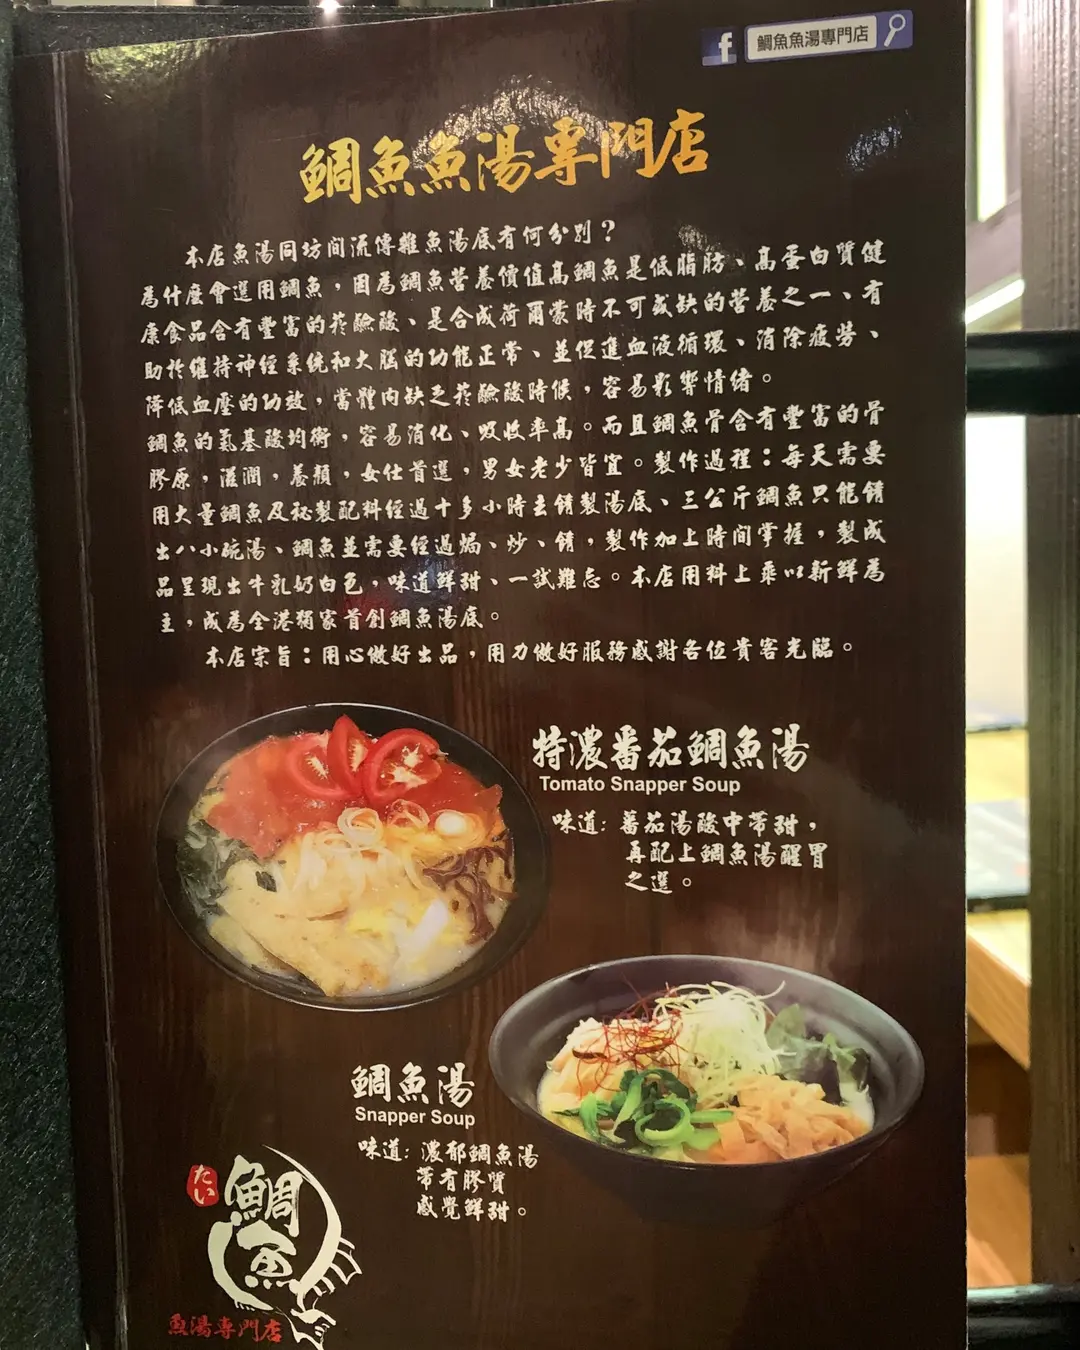 鯛魚魚湯專門店
鯛魚魚湯專門店
本店魚湯同坊間流傳雜魚湯底有何分別？
為什麼會選用鯛魚，因為鯛魚營養價值高鯛魚是低脂肪、高蛋白質健
康食品含有豐富的菸鹼酸、是合成荷爾蒙時不可或缺的營養之一、有
助於維持神經系統和大腦的功能正常、並促進血液循環、消除疲勞、
降低血壓的功效，當體內缺乏菸鹼酸時候，容易影響情緒。
鯛魚的氨基酸均衡，容易消化、吸收率高。而且鯛魚骨含有豐富的骨
膠原，滋潤，養顏，女仕首選，男女老少皆宜。製作過程：每天需要
用大量鯛魚及秘製配料經過十多小時去餚製湯底、三公斤鯛魚只能餚
出八小碗湯、鯛魚並需要經過焗、炒、餚，製作加上時間掌握，製成
品呈現出牛乳奶白色，味道鮮甜、一試難忘。本店用料上乘以新鮮為
主，成為全港獨家首創鯛魚湯底。
本店宗旨：用心做好出品，用力做好服務感謝各位貴客光臨。
特濃番茄鯛魚湯
Tomato Snapper Soup
味道: 番茄湯酸中帶甜，
再配上鯛魚湯醒胃
之選。
鯛魚湯
Snapper Soup
味道: 濃郁鯛魚湯
帶有膠質
感覺鮮甜。
たい
鯛魚
魚湯專門店